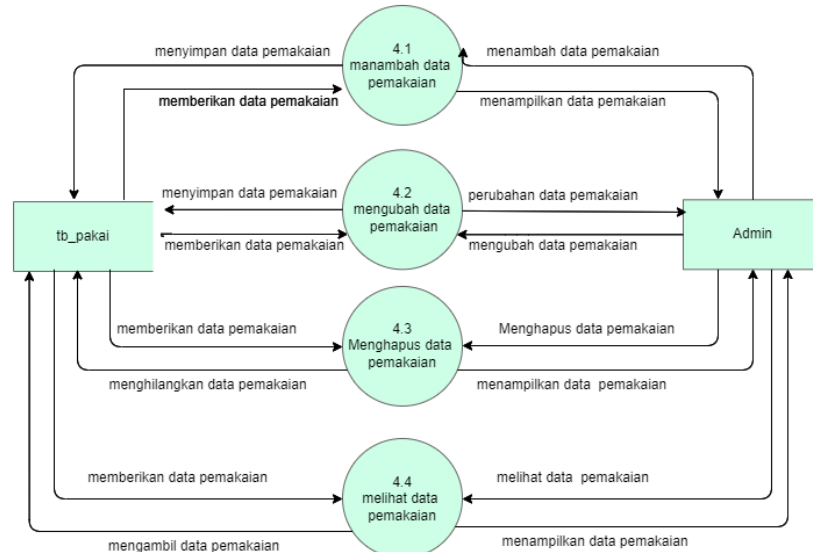 4.1
menyimpan data pemakaian
manambah data
menambah data pemakaian
pemakaian
memberikan data pemakaian
menampilkan data  pemakaian
menyimpan data pemakaian
4.2
mengubah data
pemakaian
perubahan data pemakaian
tb_pakai
Admin
memberikan data pemakaian
mengubah data pemakaian
memberikan data pemakaian
4.3
Menghapus data
pemakaian
Menghapus data pemakaian
menghilangkan data pemakaian
menampilkan data  pemakaian
memberikan data pemakaian
4.4
melihat data
pemakaian
melihat data  pemakaian
mengambil data pemakaian
menampilkan data pemakaian